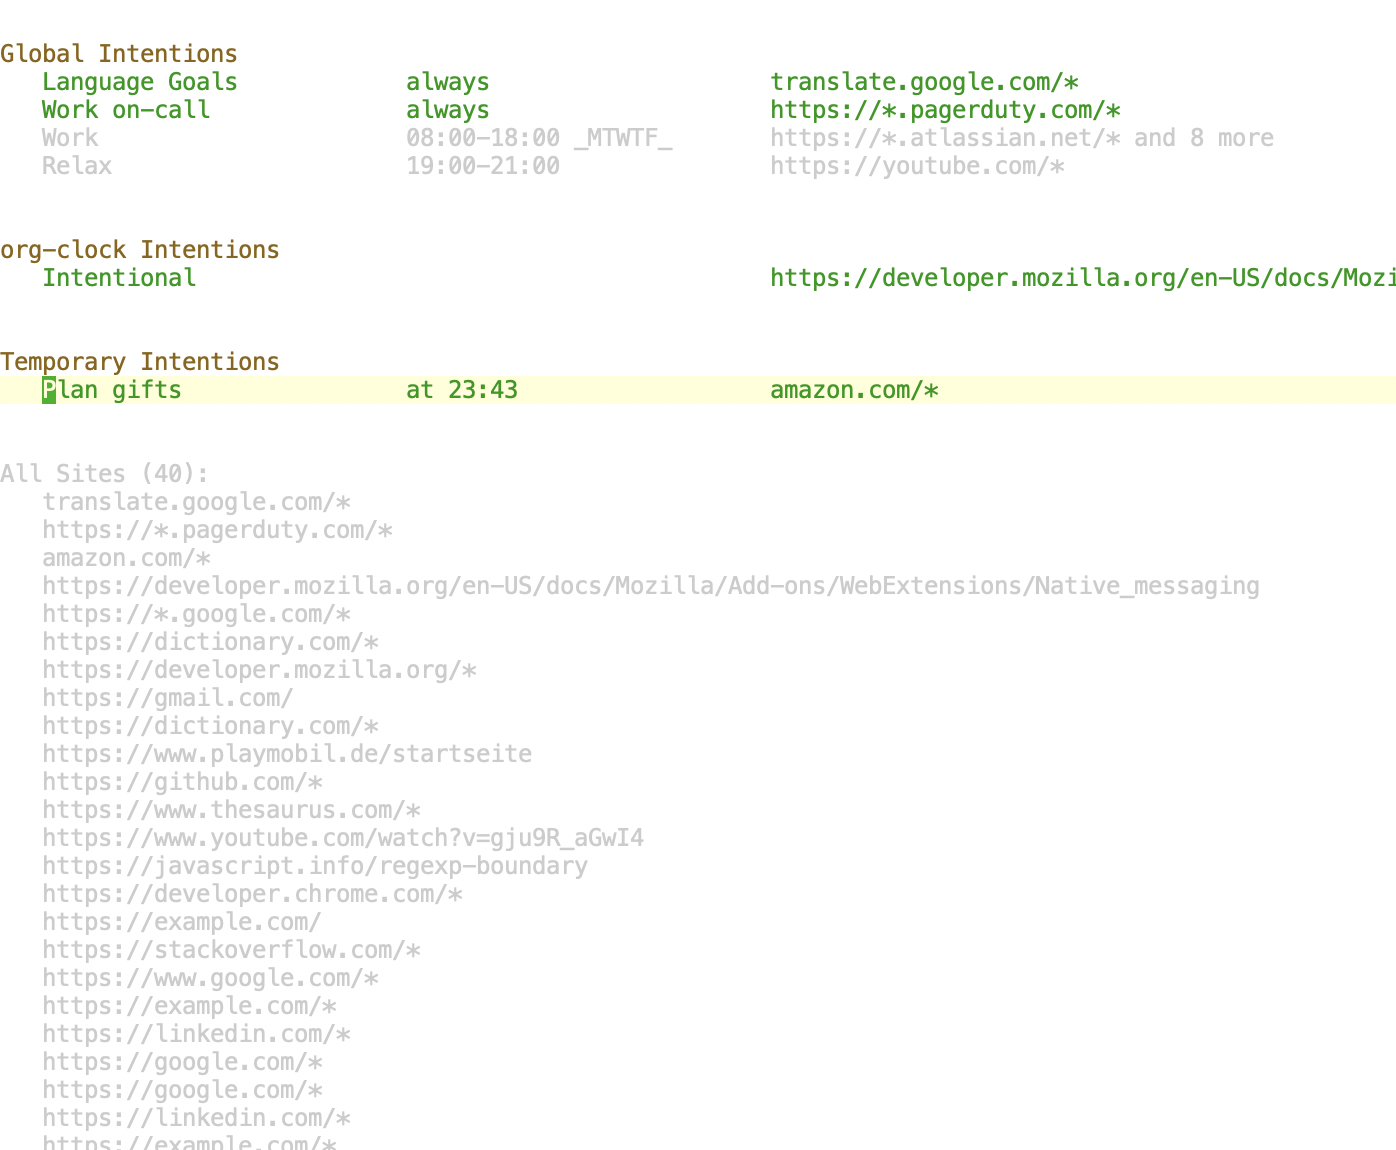 Global Intentions
Language Goals always translate.google.com/*
Work on-call always https://*.pagerduty.com/*
Work 08:00-18:00 _MTWTF_ https://*.atlassian.net/* and 8 more
Relax 19:00-21:00 https://youtube.com/*
org-clock Intentions
Intentional https://developer.mozilla.org/en-US/docs/Mozi
Temporary Intentions
Plan gifts at 23:43 amazon.com/*
All Sites (40):
translate.google.com/*
https://*.pagerduty.com/*
amazon.com/*
https://developer.mozilla.org/en-US/docs/Mozilla/Add-ons/WebExtensions/Native_messaging
https://*.google.com/*
https://dictionary.com/*
https://developer.mozilla.org/*
https://gmail.com/
https://dictionary.com/*
https://www.playmobil.de/startseite
https://github.com/*
https://www.thesaurus.com/*
https://www.youtube.com/watch?v=gju9R_aGwI4
https://javascript.info/regexp-boundary
https://developer.chrome.com/*
https://example.com/
https://stackoverflow.com/*
https://www.google.com/*
https://example.com/*
https://linkedin.com/*
https://google.com/*
https://google.com/*
https://linkedin.com/*
https://example.com/*